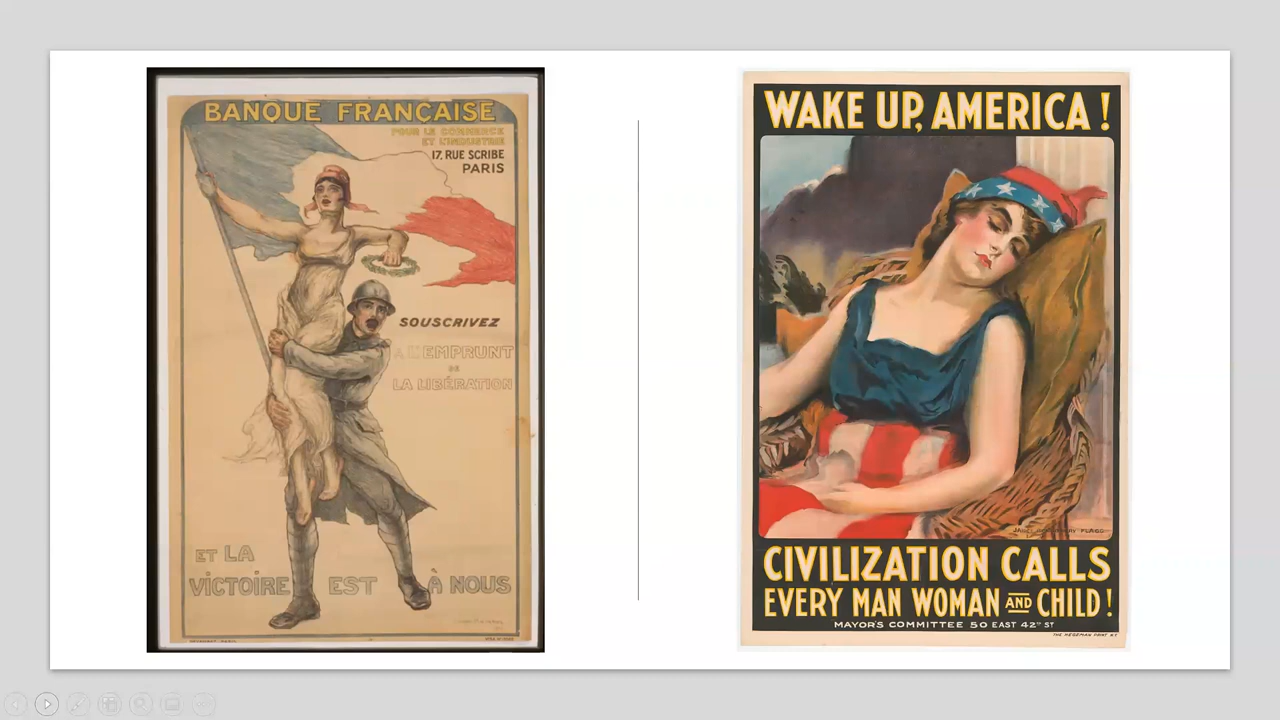 BANQUE FRANÇAISE
POUR LE COMMERCE
ET L'INDUSTRIE
17, RUE SCRIBE
PARIS
SOUSCRIVEZ
A L'EMPRUNT
DE
LA LIBÉRATION
ET LA
VICTOIRE EST À NOUS
WAKE UP, AMERICA!
JAMES MONTGOMERY FLAGG
CIVILIZATION CALLS
EVERY MAN WOMAN AND CHILD!
MAYOR'S COMMITTEE 50 EAST 42ND ST
THE HEGEMAN PRINT N.Y.